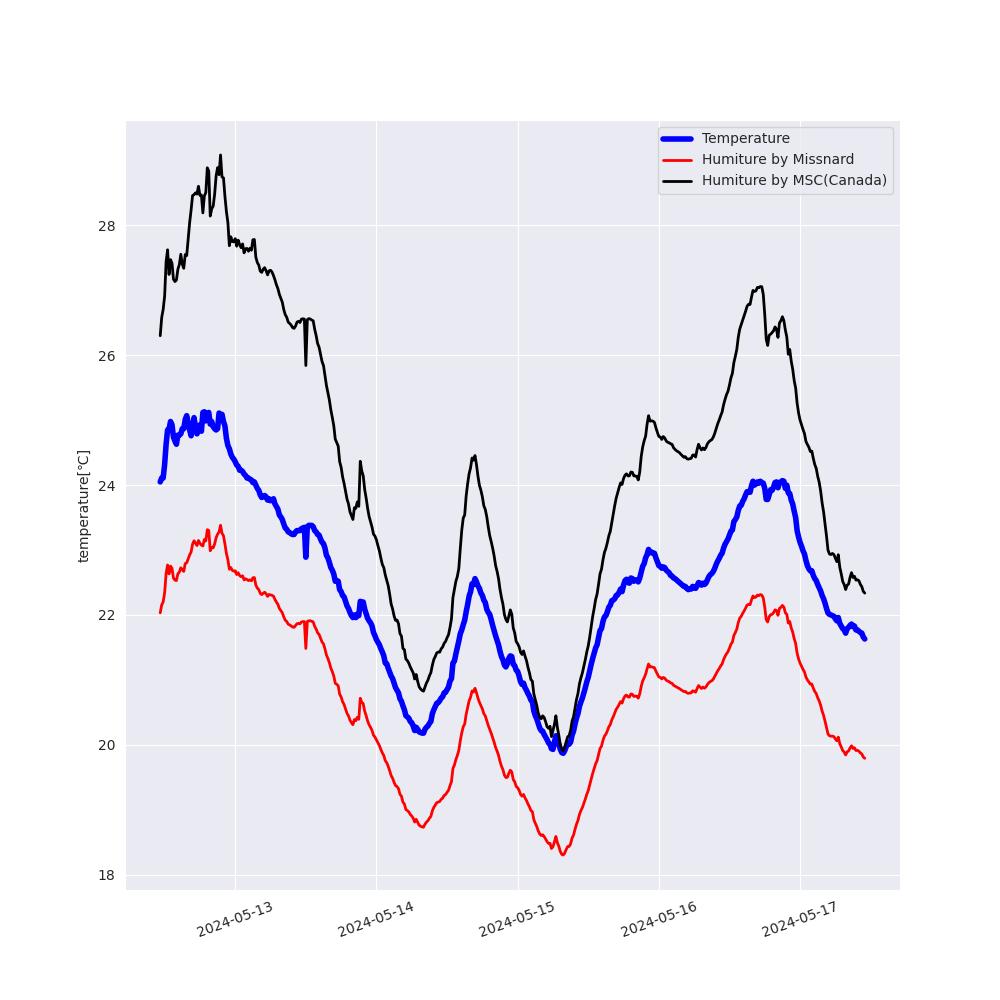 Temperature
Humiture by Missnard
Humiture by MSC(Canada)
temperature[℃]
28
26
24
22
20
18
2024-05-13
2024-05-14
2024-05-15
2024-05-16
2024-05-17